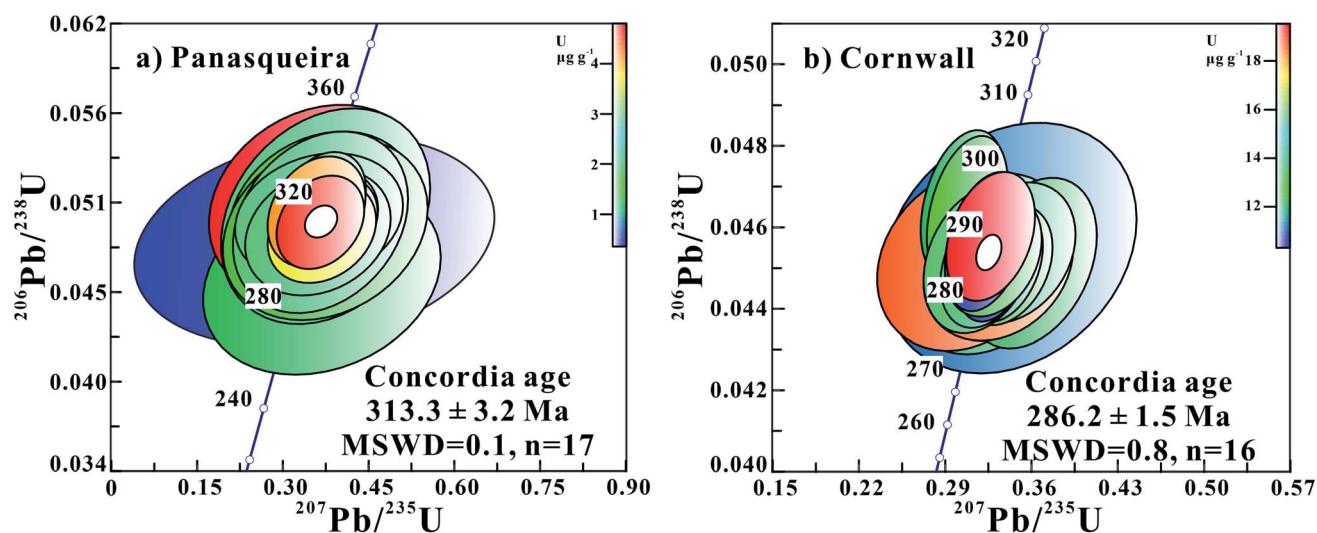 a) Panasqueira
U
µg g⁻¹
4
3
2
1
0.062
0.056
0.051
0.045
0.040
0.034
²⁰⁶Pb/²³⁸U
360
320
280
240
Concordia age
313.3 ± 3.2 Ma
MSWD=0.1, n=17
0
0.15
0.30
0.45
0.60
0.75
0.90
²⁰⁷Pb/²³⁵U
b) Cornwall
U
µg g⁻¹
18
16
14
12
0.050
0.048
0.046
0.044
0.042
0.040
²⁰⁶Pb/²³⁸U
320
310
300
290
280
270
260
Concordia age
286.2 ± 1.5 Ma
MSWD=0.8, n=16
0.15
0.22
0.29
0.36
0.43
0.50
0.57
²⁰⁷Pb/²³⁵U